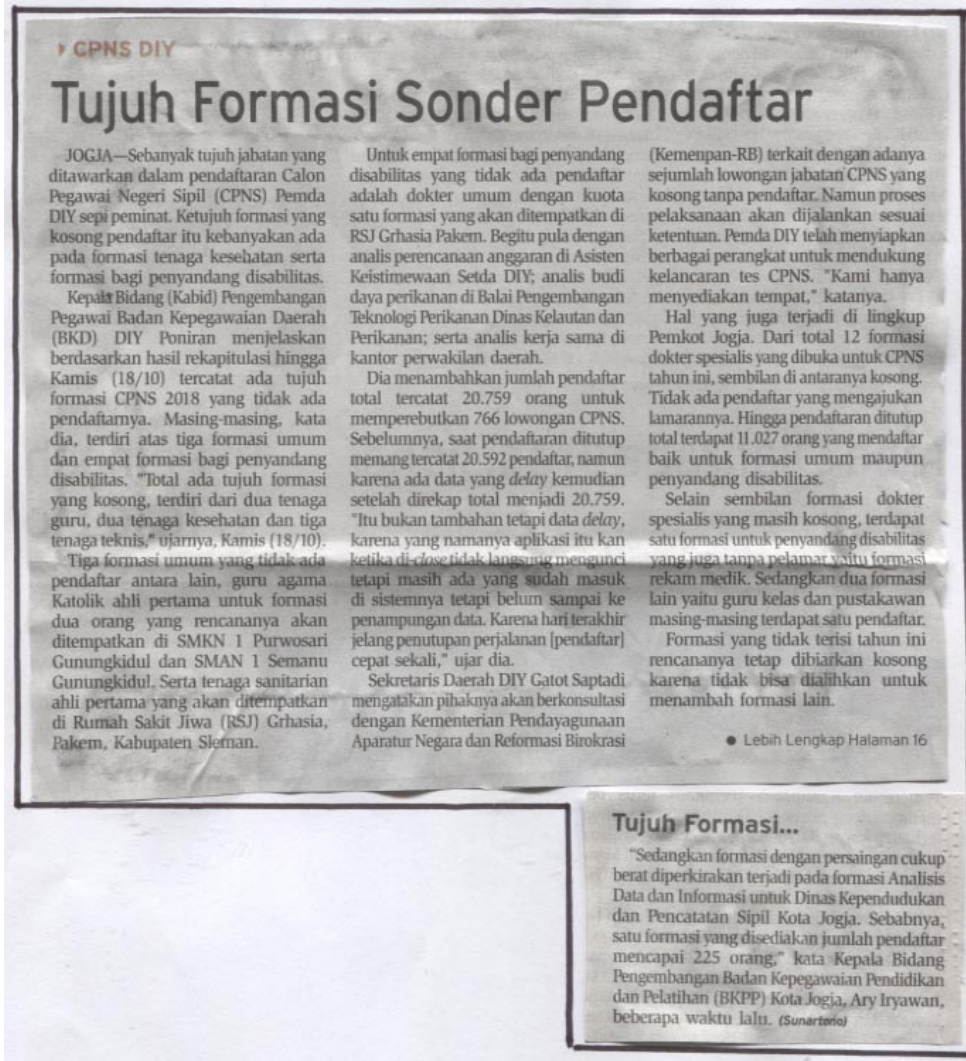 CPNS DIY
Tujuh Formasi Sonder Pendaftar
JOGJA—Sebanyak tujuh jabatan yang
ditawarkan dalam pendaftaran Calon
Pegawai Negeri Sipil (CPNS) Pemda
DIY sepi peminat. Ketujuh formasi yang
kosong pendaftar itu kebanyakan ada
pada formasi tenaga kesehatan serta
formasi bagi penyandang disabilitas.
Kepala Bidang (Kabid) Pengembangan
Pegawai Badan Kepegawaian Daerah
(BKD) DIY Poniran menjelaskan
berdasarkan hasil rekapitulasi hingga
Kamis (18/10) tercatat ada tujuh
formasi CPNS 2018 yang tidak ada
pendaftarnya. Masing-masing, kata
dia, terdiri atas tiga formasi umum
dan empat formasi bagi penyandang
disabilitas. "Total ada tujuh formasi
yang kosong, terdiri dari dua tenaga
guru, dua tenaga kesehatan dan tiga
tenaga teknis," ujarnya, Kamis (18/10).
Tiga formasi umum yang tidak ada
pendaftar antara lain, guru agama
Katolik ahli pertama untuk formasi
dua orang yang rencananya akan
ditempatkan di SMKN 1 Purwosari
Gunungkidul dan SMAN 1 Semanu
Gunungkidul. Serta tenaga sanitarian
ahli pertama yang akan ditempatkan
di Rumah Sakit Jiwa (RSJ) Grhasia,
Pakem, Kabupaten Sleman.
Untuk empat formasi bagi penyandang
disabilitas yang tidak ada pendaftar
adalah dokter umum dengan kuota
satu formasi yang akan ditempatkan di
RSJ Grhasia Pakem. Begitu pula dengan
analis perencanaan anggaran di Asisten
Keistimewaan Setda DIY; analis budi
daya perikanan di Balai Pengembangan
Teknologi Perikanan Dinas Kelautan dan
Perikanan; serta analis kerja sama di
kantor perwakilan daerah.
Dia menambahkan jumlah pendaftar
total tercatat 20.759 orang untuk
memperebutkan 766 lowongan CPNS.
Sebelumnya, saat pendaftaran ditutup
memang tercatat 20.592 pendaftar, namun
karena ada data yang delay kemudian
setelah direkap total menjadi 20.759.
"Itu bukan tambahan tetapi data delay,
karena yang namanya aplikasi itu kan
ketika di-close tidak langsung mengunci
tetapi masih ada yang sudah masuk
di sistemnya tetapi belum sampai ke
penampungan data. Karena hari terakhir
jelang penutupan perjalanan [pendaftar]
cepat sekali," ujar dia.
Sekretaris Daerah DIY Gatot Saptadi
mengatakan pihaknya akan berkonsultasi
dengan Kementerian Pendayagunaan
Aparatur Negara dan Reformasi Birokrasi
(Kemenpan-RB) terkait dengan adanya
sejumlah lowongan jabatan CPNS yang
kosong tanpa pendaftar. Namun proses
pelaksanaan akan dijalankan sesuai
ketentuan. Pemda DIY telah menyiapkan
berbagai perangkat untuk mendukung
kelancaran tes CPNS. "Kami hanya
menyediakan tempat," katanya.
Hal yang juga terjadi di lingkup
Pemkot Jogja. Dari total 12 formasi
dokter spesialis yang dibuka untuk CPNS
tahun ini, sembilan di antaranya kosong.
Tidak ada pendaftar yang mengajukan
lamarannya. Hingga pendaftaran ditutup
total terdapat 11.027 orang yang mendaftar
baik untuk formasi umum maupun
penyandang disabilitas.
Selain sembilan formasi dokter
spesialis yang masih kosong, terdapat
satu formasi untuk penyandang disabilitas
yang juga tanpa pelamar yaitu formasi
rekam medik. Sedangkan dua formasi
lain yaitu guru kelas dan pustakawan
masing-masing terdapat satu pendaftar.
Formasi yang tidak terisi tahun ini
rencananya tetap dibiarkan kosong
karena tidak bisa dialihkan untuk
menambah formasi lain.
● Lebih Lengkap Halaman 16
Tujuh Formasi...
"Sedangkan formasi dengan persaingan cukup
berat diperkirakan terjadi pada formasi Analisis
Data dan Informasi untuk Dinas Kependudukan
dan Pencatatan Sipil Kota Jogja. Sebabnya,
satu formasi yang disediakan jumlah pendaftar
mencapai 225 orang," kata Kepala Bidang
Pengembangan Badan Kepegawaian Pendidikan
dan Pelatihan (BKPP) Kota Jogja, Ary Iryawan,
beberapa waktu lalu. (Sunartono)